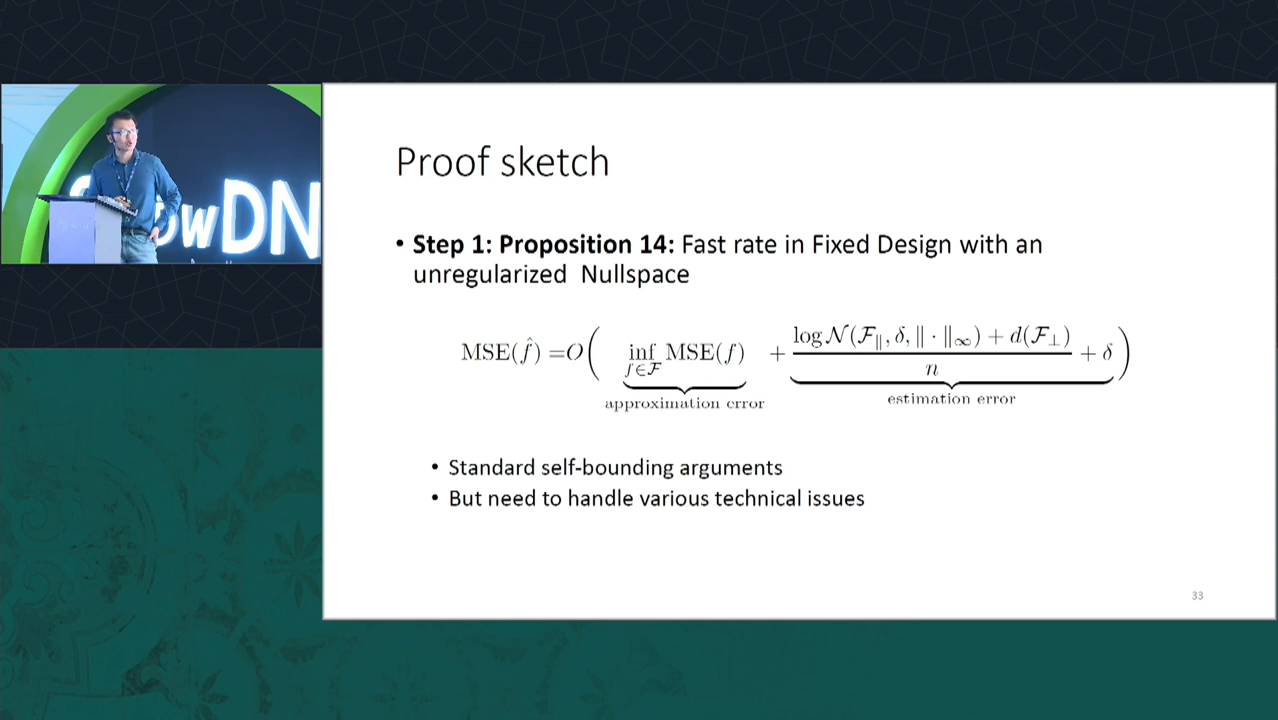 Proof sketch
• Step 1: Proposition 14: Fast rate in Fixed Design with an
unregularized Nullspace
MSE(f̂) =O( inf_{f∈F} MSE(f) + (log N(F_∥, δ, ∥ · ∥_∞) + d(F_⊥))/n + δ )
approximation error
estimation error
• Standard self-bounding arguments
• But need to handle various technical issues
33
owDN